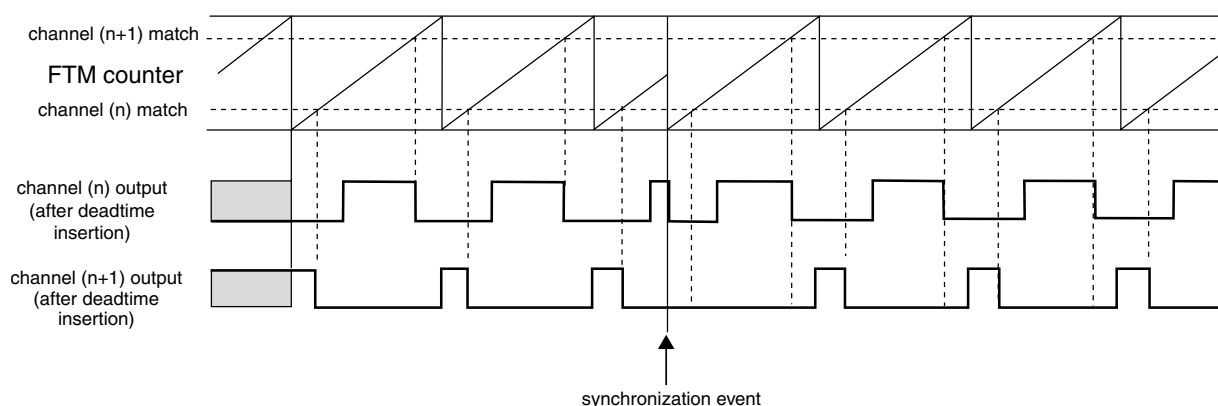 channel (n+1) match
FTM counter
channel (n) match
channel (n) output
(after deadtime
insertion)
channel (n+1) output
(after deadtime
insertion)
synchronization event